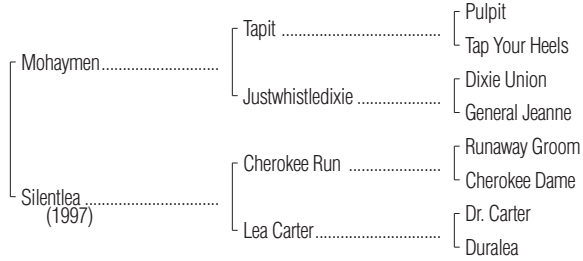 Pulpit
Tapit ........................................
Tap Your Heels
Mohaymen .............................
Dixie Union
Justwhistledixie .....................
General Jeanne
Runaway Groom
Cherokee Run .......................
Cherokee Dame
Silentlea .................................
(1997)
Dr. Carter
Lea Carter ...............................
Duralea